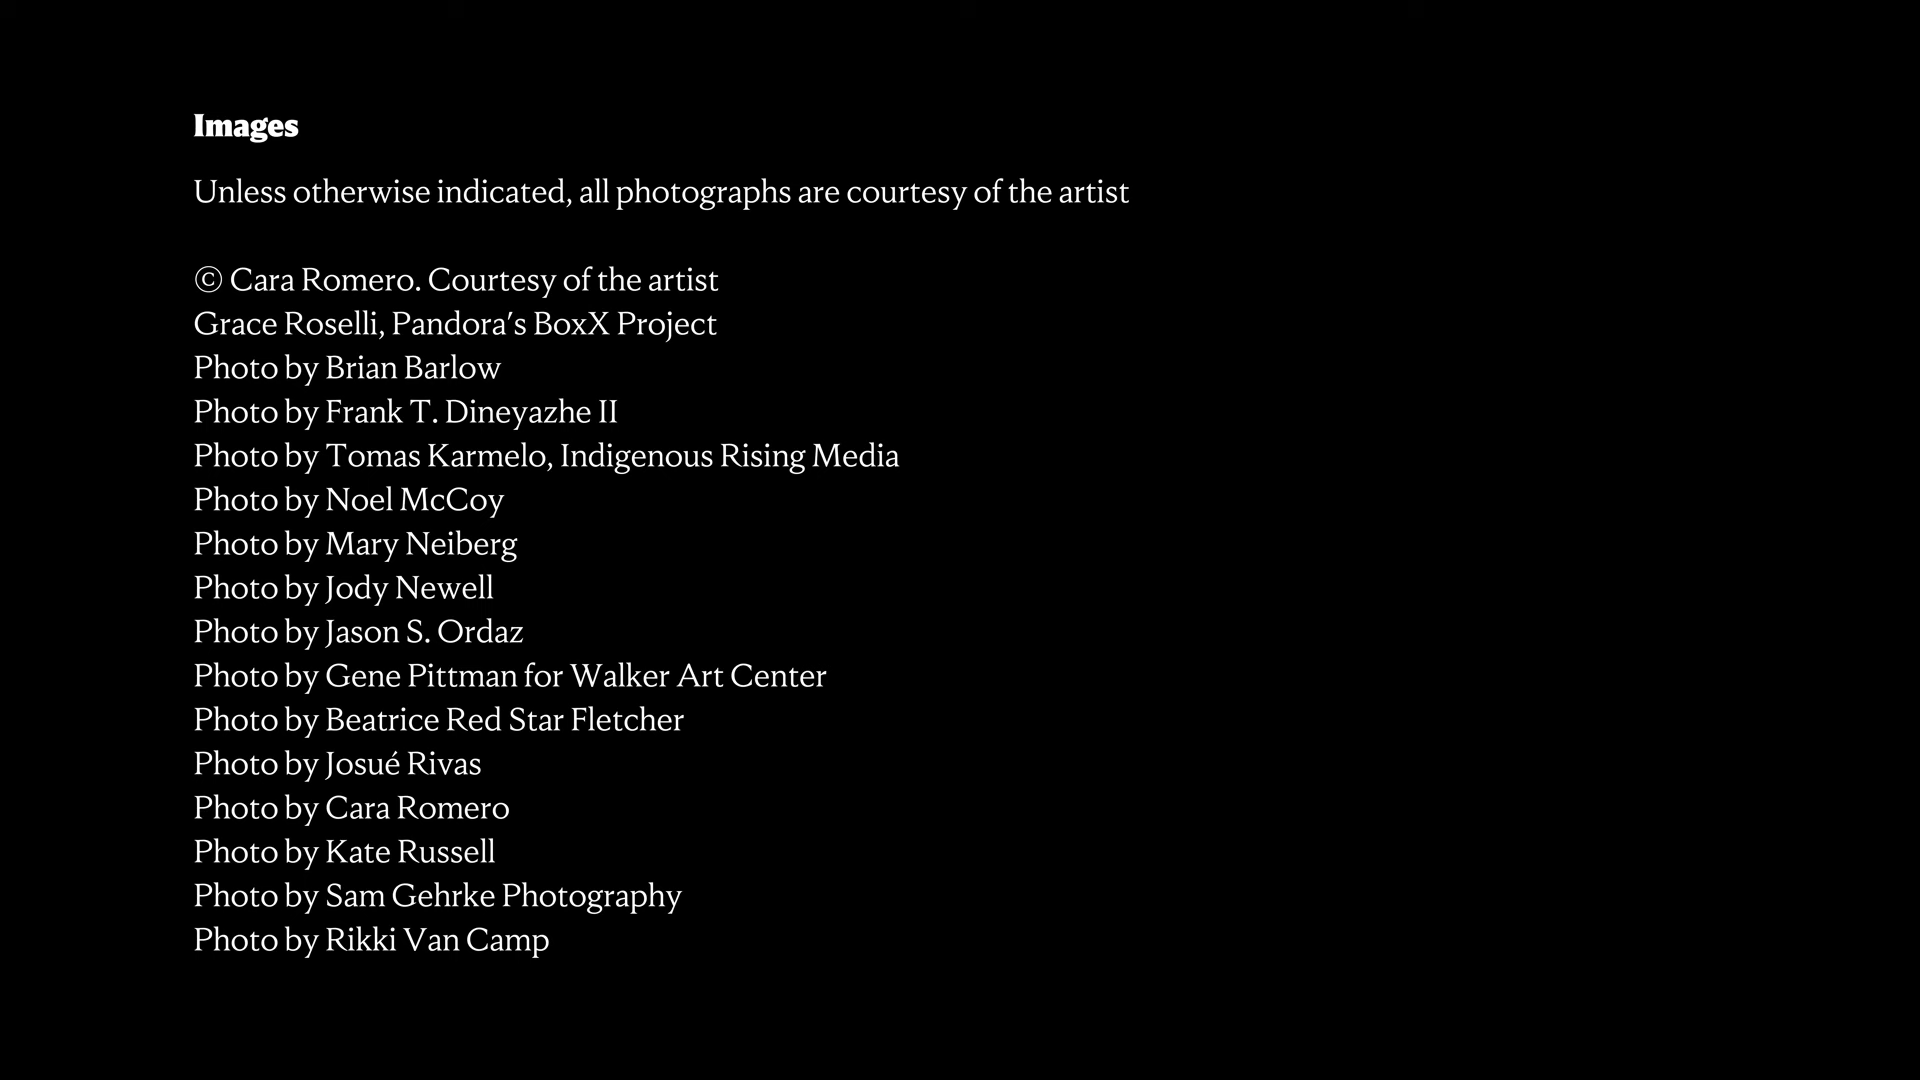 Images
Unless otherwise indicated, all photographs are courtesy of the artist
© Cara Romero. Courtesy of the artist
Grace Roselli, Pandora's BoxX Project
Photo by Brian Barlow
Photo by Frank T. Dineyazhe II
Photo by Tomas Karmelo, Indigenous Rising Media
Photo by Noel McCoy
Photo by Mary Neiberg
Photo by Jody Newell
Photo by Jason S. Ordaz
Photo by Gene Pittman for Walker Art Center
Photo by Beatrice Red Star Fletcher
Photo by Josué Rivas
Photo by Cara Romero
Photo by Kate Russell
Photo by Sam Gehrke Photography
Photo by Rikki Van Camp